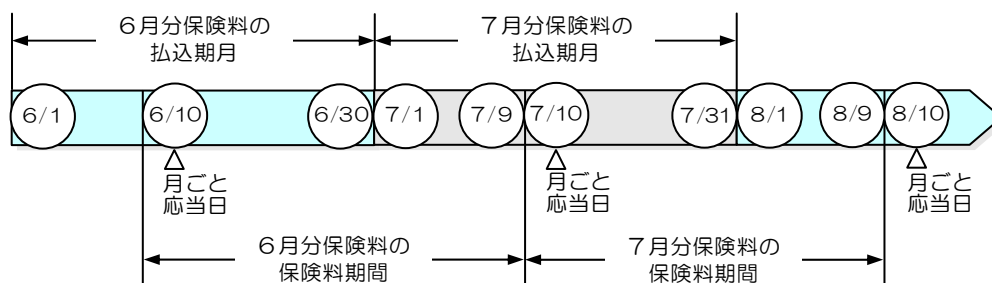 ６月分保険料の
払込期月
７月分保険料の
払込期月
6/1
6/10
6/30
7/1
7/9
7/10
7/31
8/1
8/9
8/10
月ごと
応当日
月ごと
応当日
月ごと
応当日
６月分保険料の
保険料期間
７月分保険料の
保険料期間